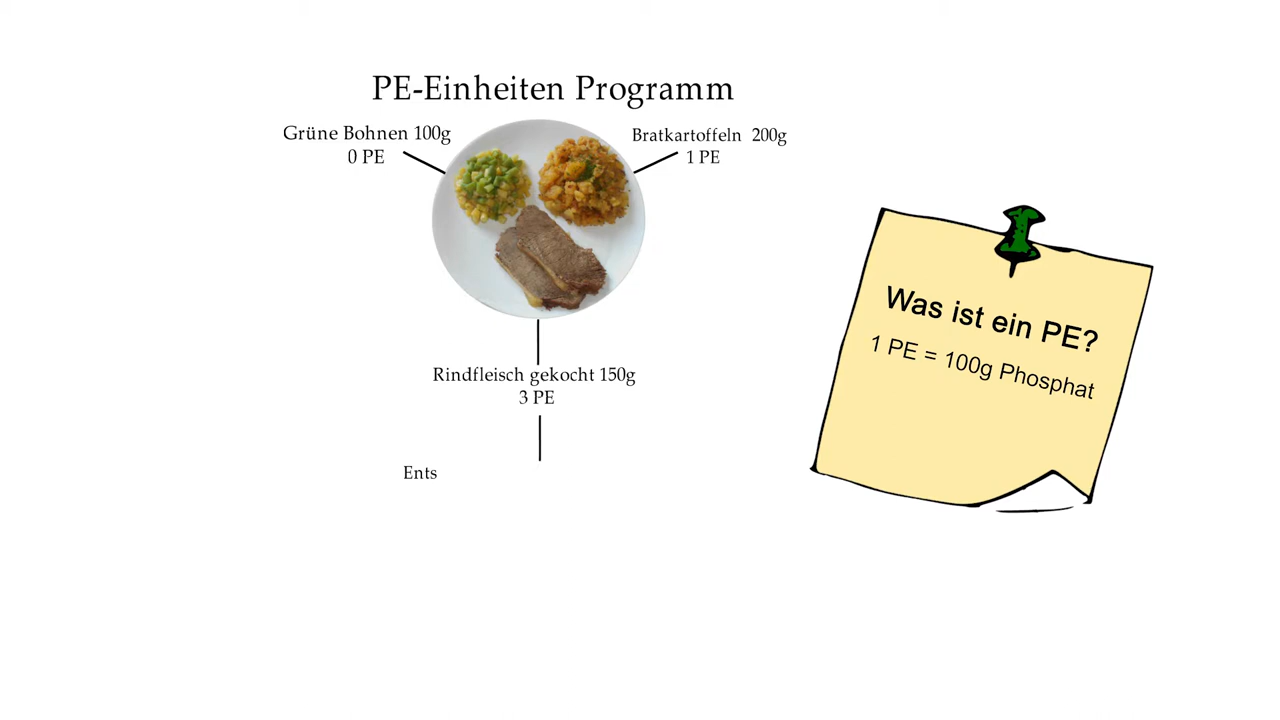 PE-Einheiten Programm
Grüne Bohnen 100g
0 PE
Bratkartoffeln 200g
1 PE
Rindfleisch gekocht 150g
3 PE
Ents
Was ist ein PE?
1 PE = 100g Phosphat